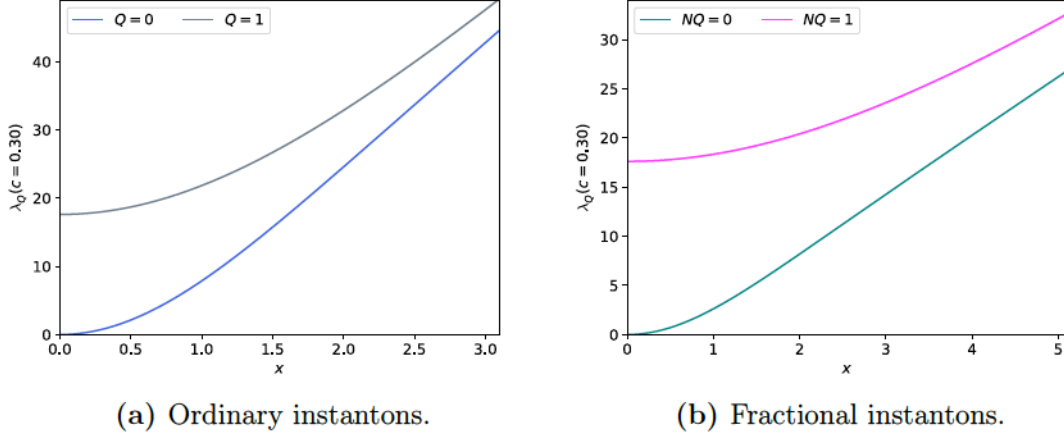 Q = 0 Q = 1
40
30
20
10
0
λ_Q(c = 0.30)
0.0 0.5 1.0 1.5 2.0 2.5 3.0
x
(a) Ordinary instantons.
NQ = 0 NQ = 1
30
25
20
15
10
5
0
λ_Q(c = 0.30)
0 1 2 3 4 5
x
(b) Fractional instantons.